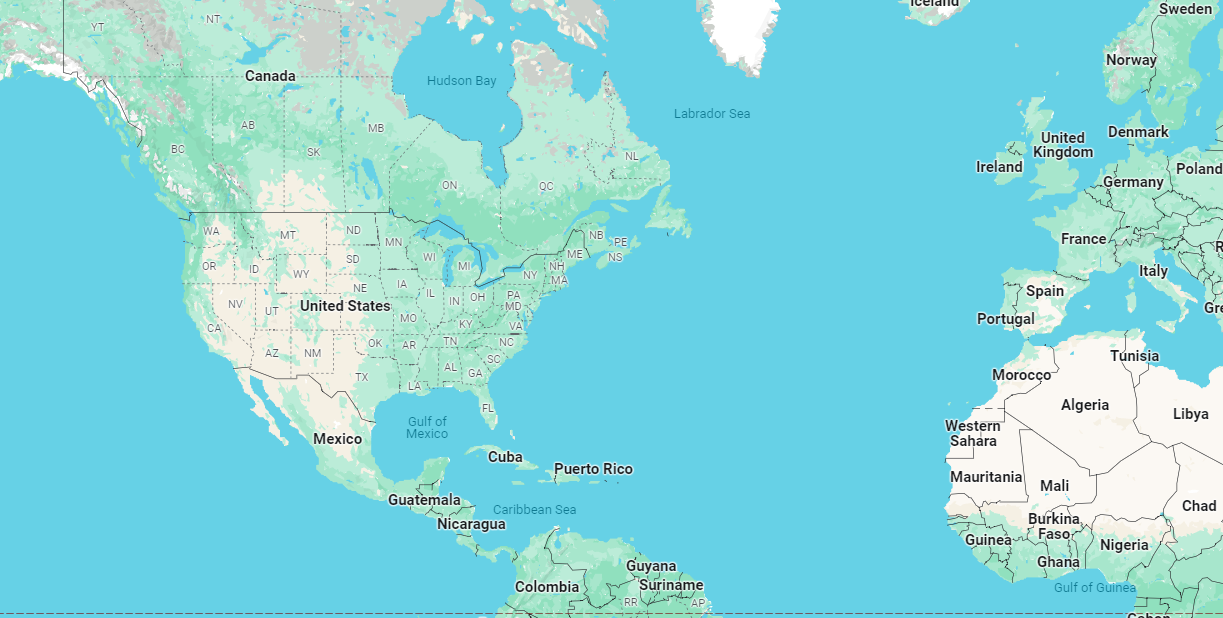 Iceland
Sweden
NT
YT
Norway
Canada
Hudson Bay
Labrador Sea
AB
MB
SK
BC
Denmark
United
Kingdom
Ireland
NL
Poland
ON
QC
Germany
WA
MT
ND
MN
WI
NB
PE
ME
NS
France
OR
ID
WY
SD
MI
NH
MA
NY
Italy
NV
UT
NE
IA
IL
IN
OH
PA
MD
Spain
United States
CA
MO
KY
VA
Portugal
AZ
NM
OK
AR
TN
NC
SC
Tunisia
TX
LA
AL
GA
Morocco
FL
Algeria
Libya
Gulf of
Mexico
Western
Sahara
Mexico
Cuba
Puerto Rico
Mauritania
Mali
Guatemala
Caribbean Sea
Chad
Nicaragua
Burkina
Faso
Guinea
Nigeria
Ghana
Guyana
Colombia
Suriname
Gulf of Guinea
RR
AP